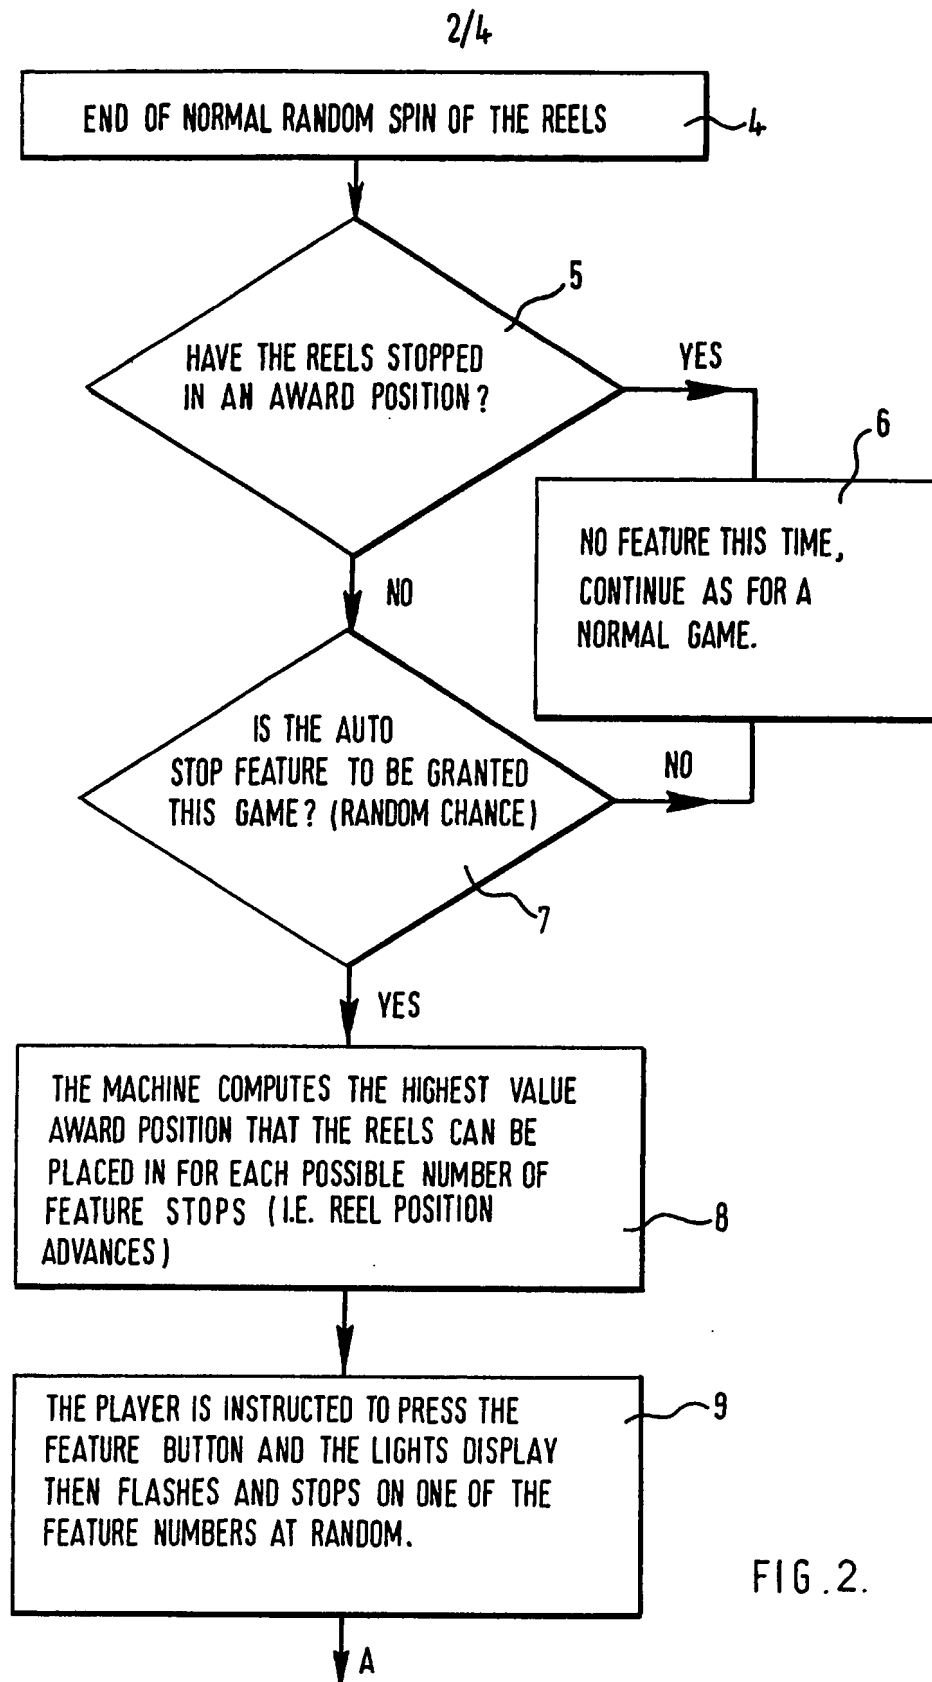 2/4
END OF NORMAL RANDOM SPIN OF THE REELS
4
5
HAVE THE REELS STOPPED
IN AN AWARD POSITION?
YES
6
NO FEATURE THIS TIME,
CONTINUE AS FOR A
NORMAL GAME.
NO
IS THE AUTO
STOP FEATURE TO BE GRANTED
THIS GAME? (RANDOM CHANCE)
NO
7
YES
THE MACHINE COMPUTES THE HIGHEST VALUE
AWARD POSITION THAT THE REELS CAN BE
PLACED IN FOR EACH POSSIBLE NUMBER OF
FEATURE STOPS (I.E. REEL POSITION
ADVANCES)
8
THE PLAYER IS INSTRUCTED TO PRESS THE
FEATURE BUTTON AND THE LIGHTS DISPLAY
THEN FLASHES AND STOPS ON ONE OF THE
FEATURE NUMBERS AT RANDOM.
9
FIG.2.
A